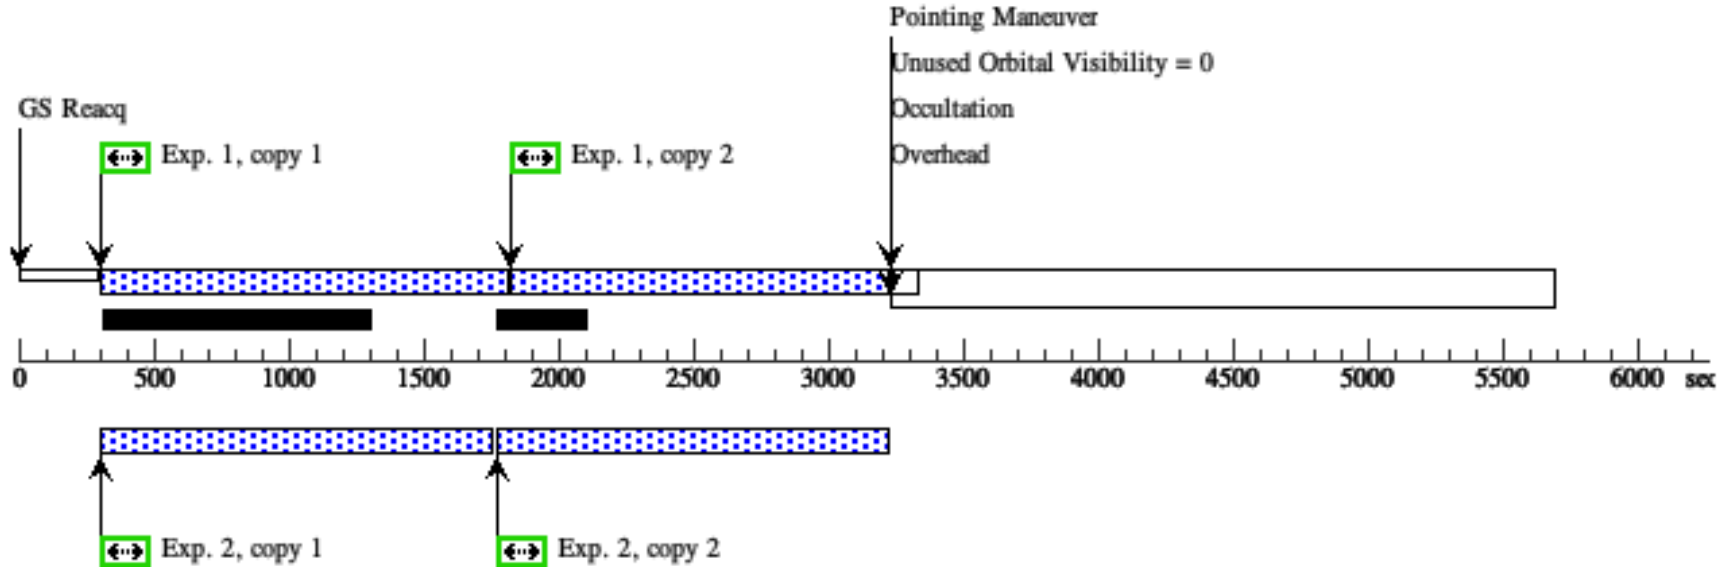 Pointing Maneuver
Unused Orbital Visibility = 0
GS Reacq
Occultation
Exp. 1, copy 1
Exp. 1, copy 2
Overhead
0 500 1000 1500 2000 2500 3000 3500 4000 4500 5000 5500 6000 sec
Exp. 2, copy 1
Exp. 2, copy 2